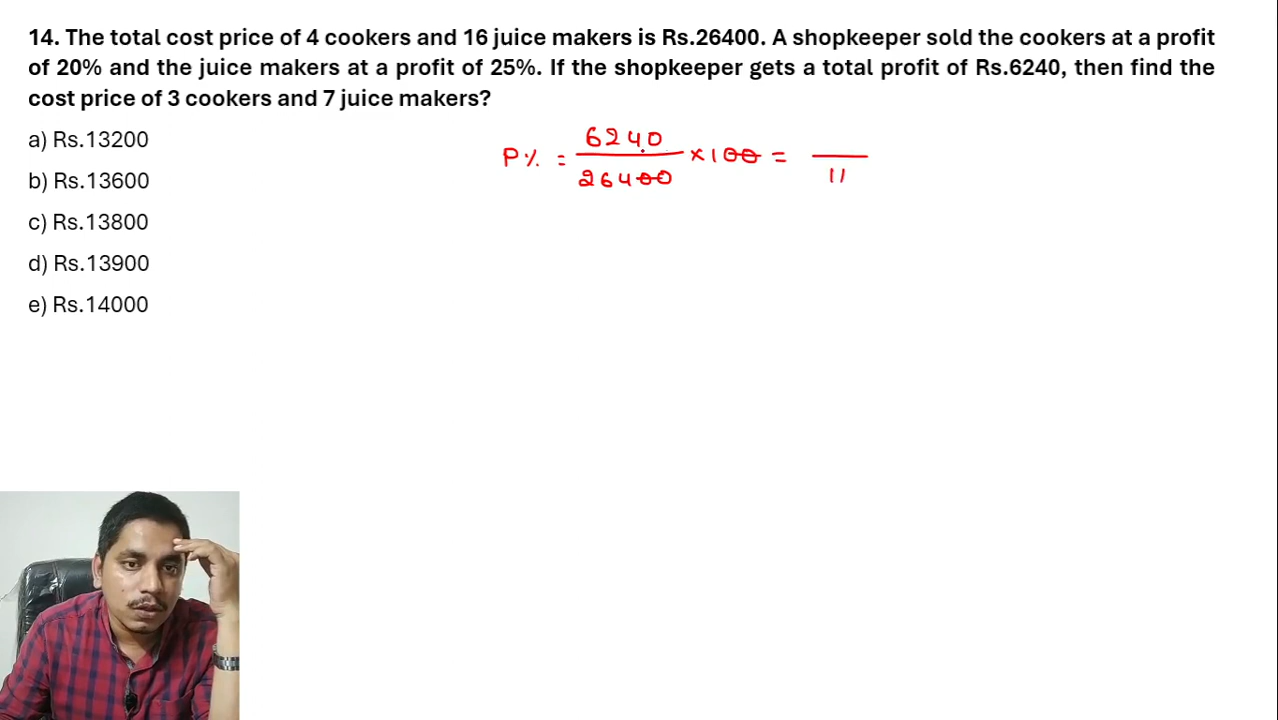 14. The total cost price of 4 cookers and 16 juice makers is Rs.26400. A shopkeeper sold the cookers at a profit
of 20% and the juice makers at a profit of 25%. If the shopkeeper gets a total profit of Rs.6240, then find the
cost price of 3 cookers and 7 juice makers?
a) Rs.13200
b) Rs.13600
c) Rs.13800
d) Rs.13900
e) Rs.14000
P% = 6240/26400 × 100 = /11